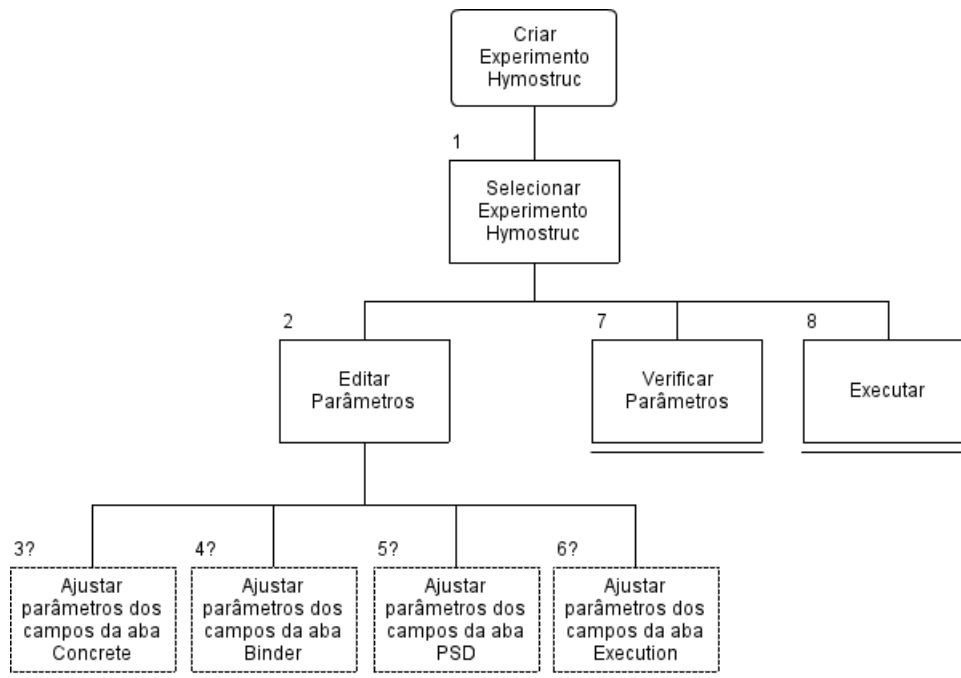 Criar
Experimento
Hymostruc
1
Selecionar
Experimento
Hymostruc
2
Editar
Parâmetros
7
Verificar
Parâmetros
8
Executar
3?
Ajustar
parâmetros dos
campos da aba
Concrete
4?
Ajustar
parâmetros dos
campos da aba
Binder
5?
Ajustar
parâmetros dos
campos da aba
PSD
6?
Ajustar
parâmetros dos
campos da aba
Execution